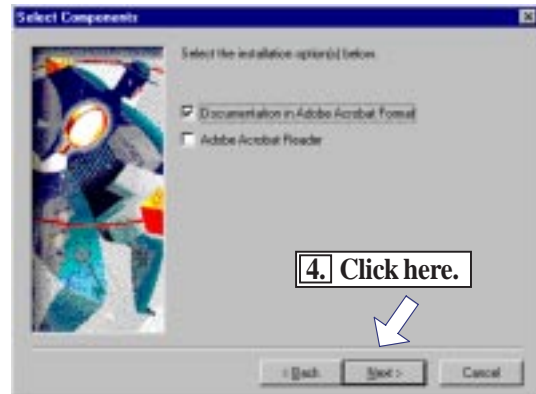 Select Components
Select the installation option(s) below.
Documentation in Adobe Acrobat Format
Adobe Acrobat Reader
4. Click here.
< Back
Next >
Cancel